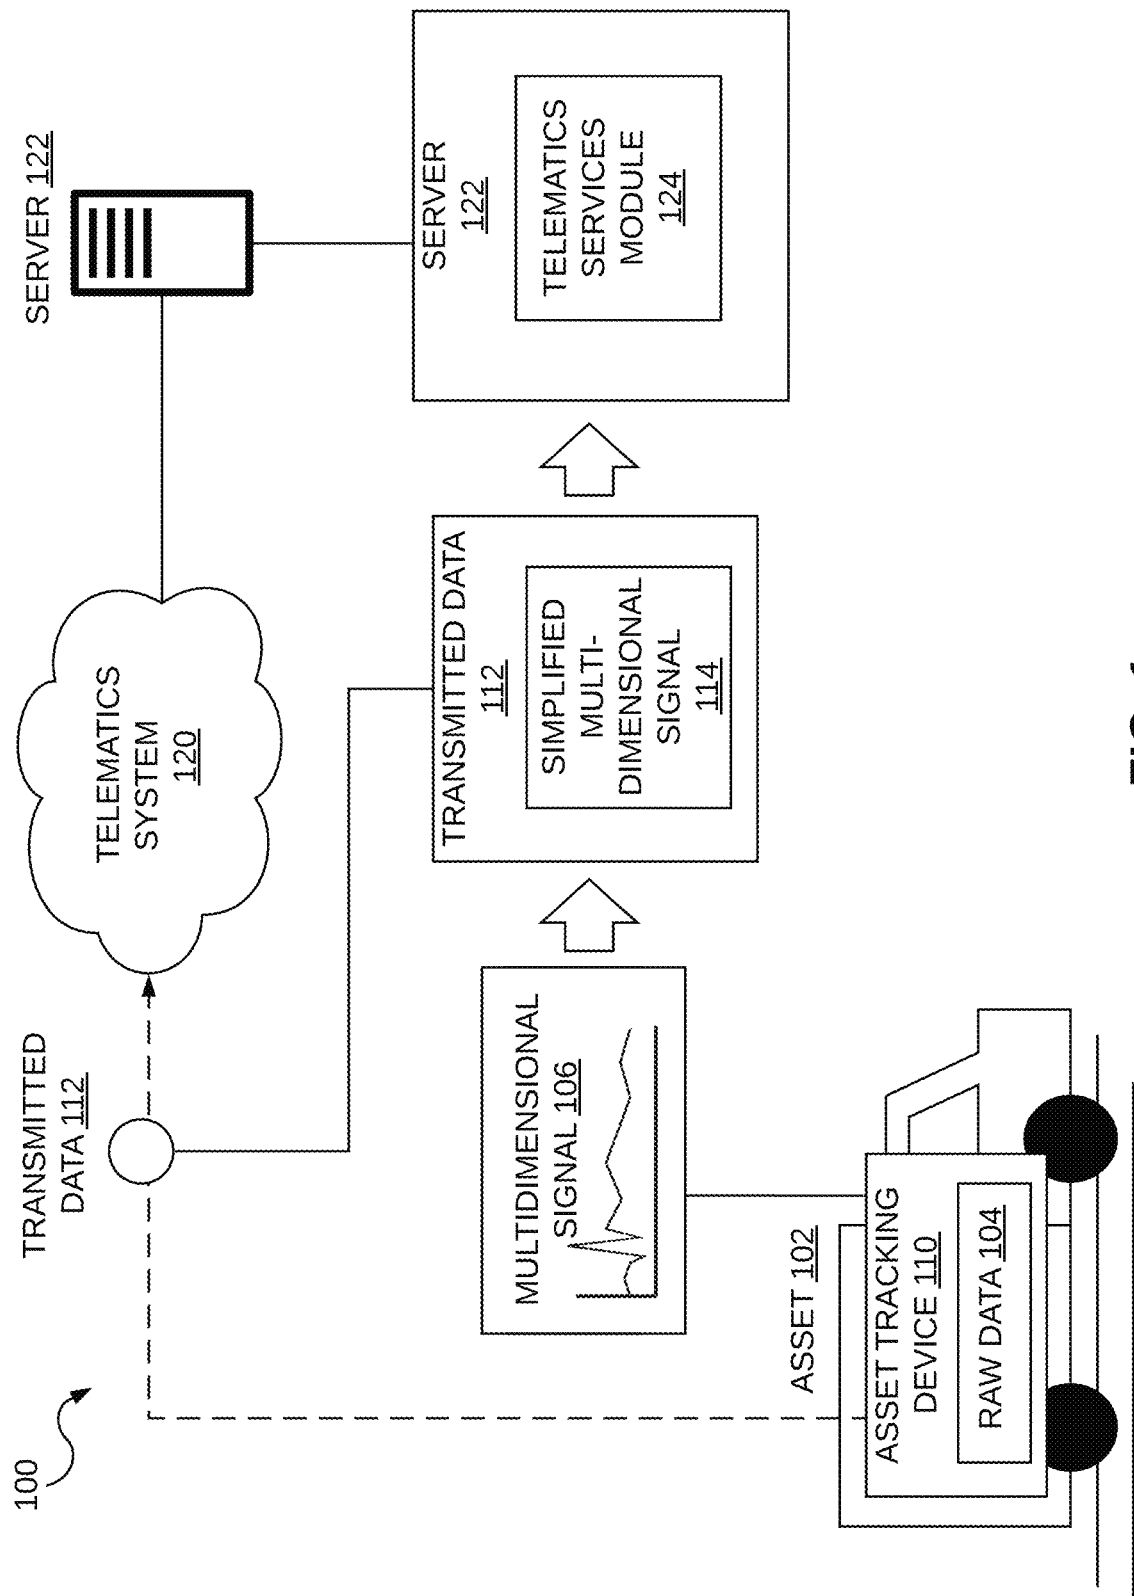 100
TRANSMITTED
DATA 112
TELEMATICS
SYSTEM
120
SERVER 122
MULTIDIMENSIONAL
SIGNAL 106
TRANSMITTED DATA
112
SIMPLIFIED
MULTI-
DIMENSIONAL
SIGNAL
114
SERVER
122
TELEMATICS
SERVICES
MODULE
124
ASSET 102
ASSET TRACKING
DEVICE 110
RAW DATA 104